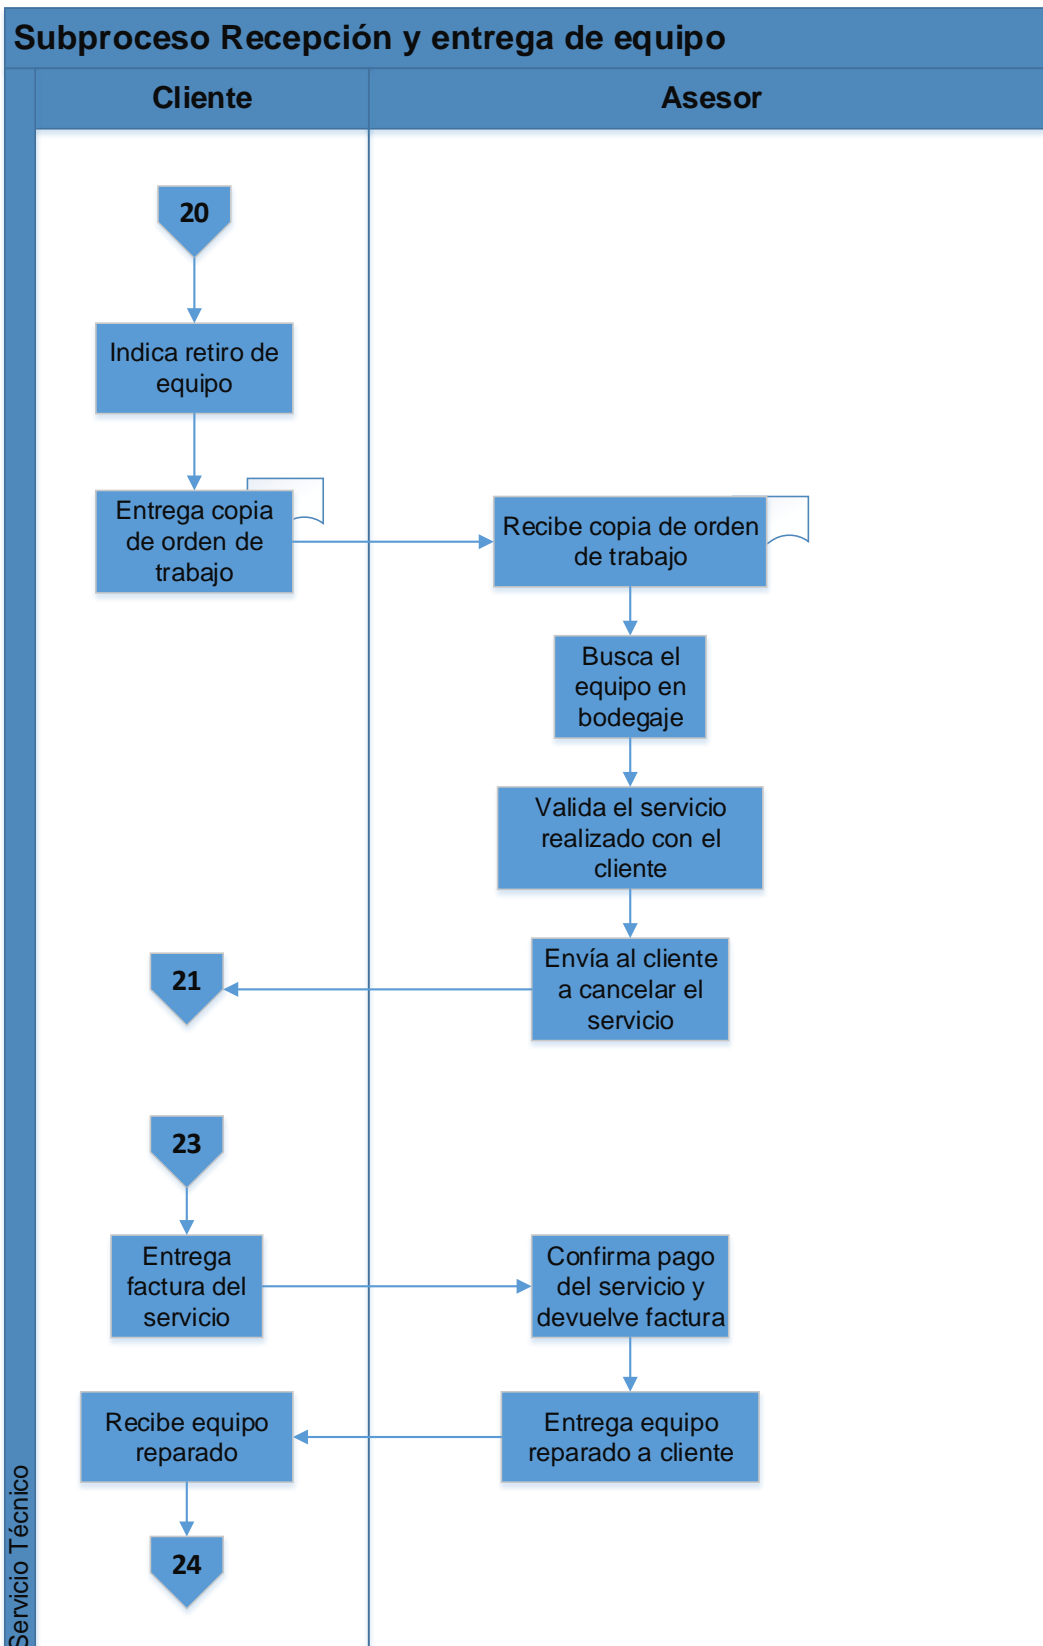 Subproceso Recepción y entrega de equipo
Cliente
Asesor
20
Indica retiro de
equipo
Entrega copia
de orden de
trabajo
Recibe copia de orden
de trabajo
Busca el
equipo en
bodegaje
Valida el servicio
realizado con el
cliente
Envía al cliente
a cancelar el
servicio
21
23
Entrega
factura del
servicio
Confirma pago
del servicio y
devuelve factura
Entrega equipo
reparado a cliente
Recibe equipo
reparado
24
Servicio Técnico